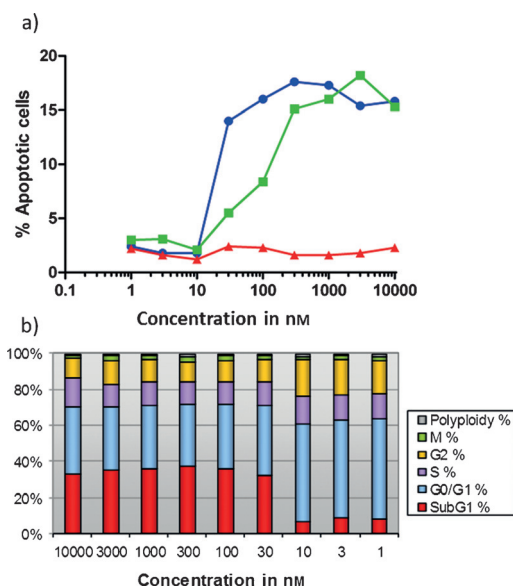 a)
20
15
10
5
0
% Apoptotic cells
0.1 1 10 100 1000 10000
Concentration in nM
b)
100%
80%
60%
40%
20%
0%
10000 3000 1000 300 100 30 10 3 1
Concentration in nM
Polyploidy %
M %
G2 %
S %
G0/G1 %
SubG1 %